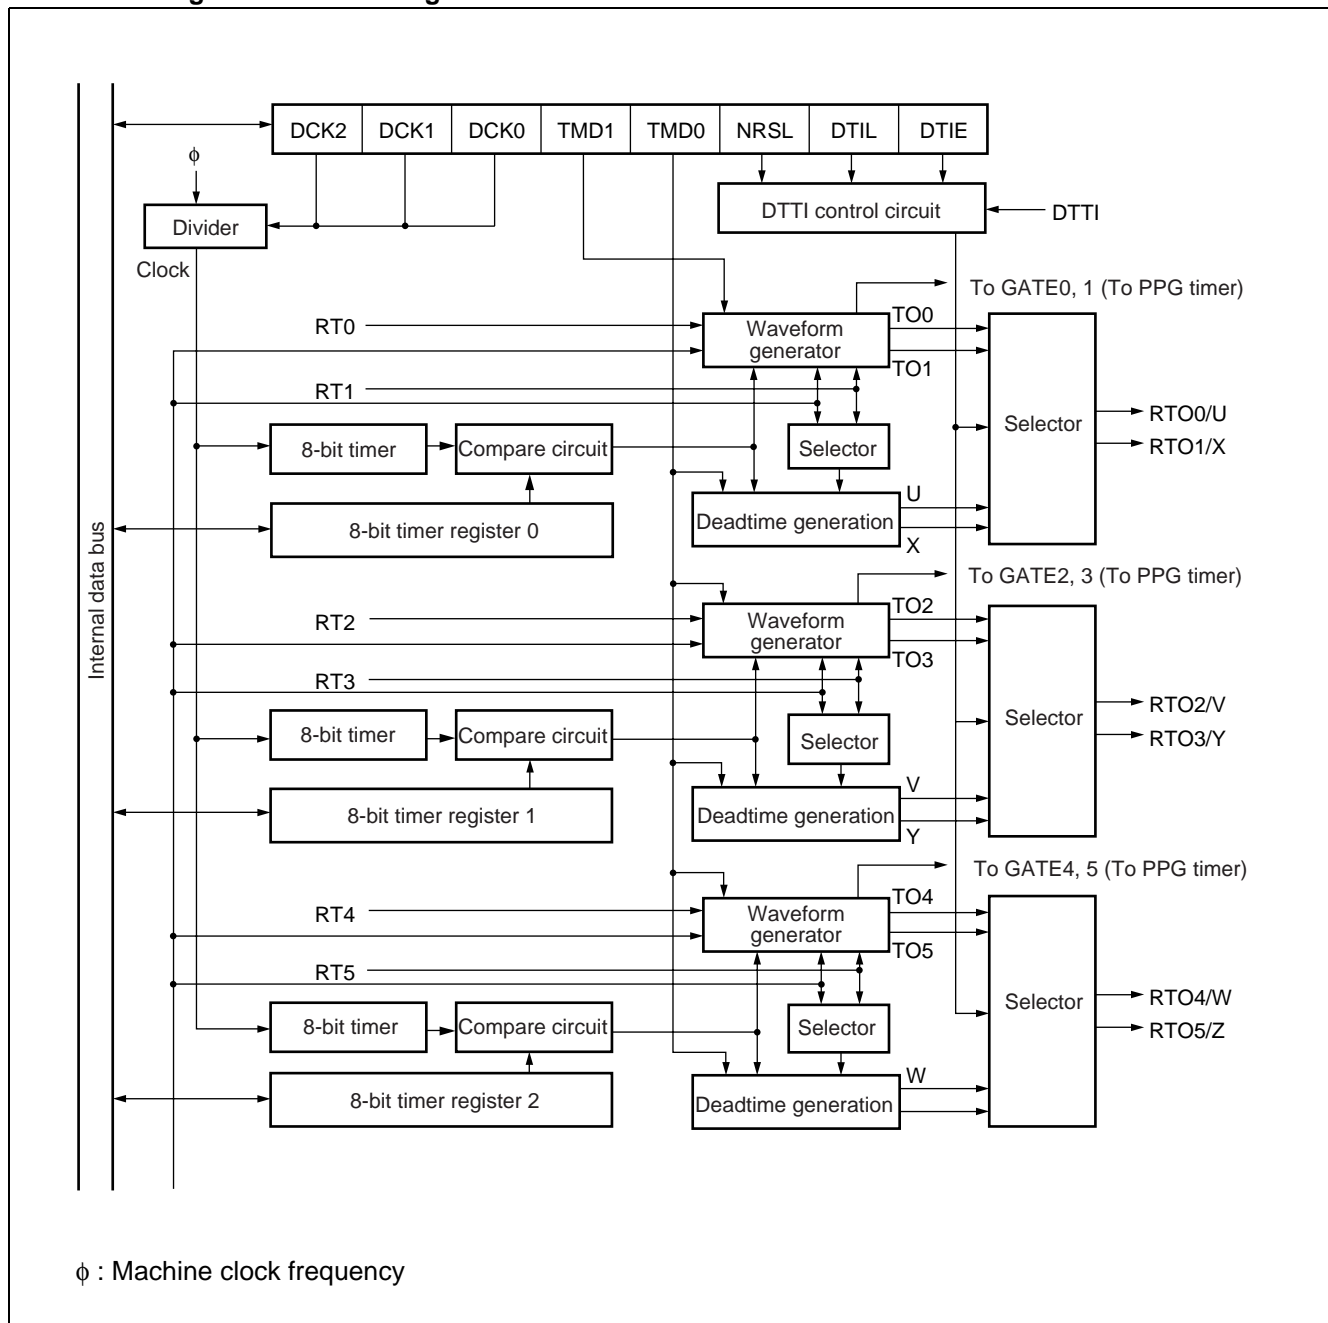 DCK2 DCK1 DCK0 TMD1 TMD0 NRSL DTIL DTIE
ϕ
Divider
DTTI control circuit
DTTI
Clock
To GATE0, 1 (To PPG timer)
RT0
Waveform
generator
TO0
TO1
RT1
Selector
RTO0/U
RTO1/X
8-bit timer
Compare circuit
Selector
8-bit timer register 0
Deadtime generation
U
X
Internal data bus
To GATE2, 3 (To PPG timer)
RT2
Waveform
generator
TO2
TO3
RT3
Selector
RTO2/V
RTO3/Y
8-bit timer
Compare circuit
Selector
8-bit timer register 1
Deadtime generation
V
Y
To GATE4, 5 (To PPG timer)
RT4
Waveform
generator
TO4
TO5
RT5
Selector
RTO4/W
RTO5/Z
8-bit timer
Compare circuit
Selector
8-bit timer register 2
Deadtime generation
W
ϕ : Machine clock frequency